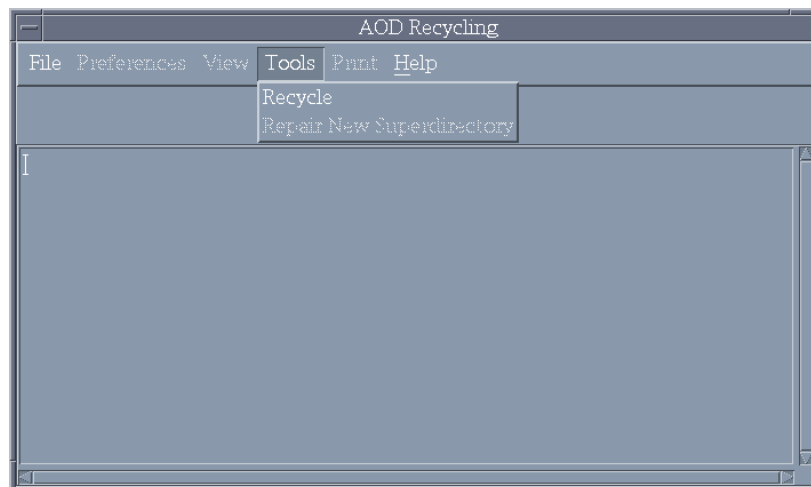 AOD Recycling
File Preferences View Tools Print Help
Recycle
Repair New Superdirectory